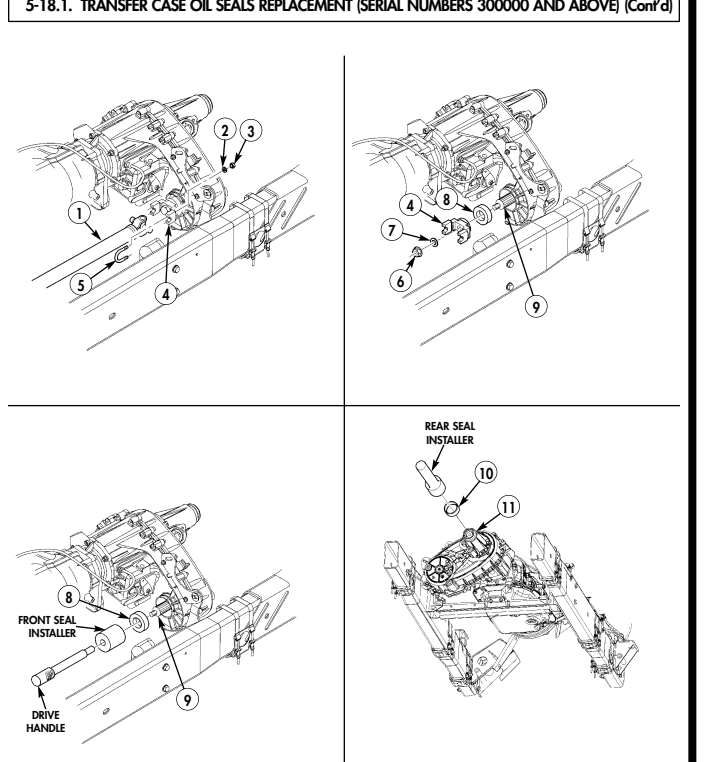 5-18.1. TRANSFER CASE OIL SEALS REPLACEMENT (SERIAL NUMBERS 300000 AND ABOVE) (Cont'd)
2
3
1
5
4
8
4
7
6
9
8
FRONT SEAL
INSTALLER
9
DRIVE
HANDLE
REAR SEAL
INSTALLER
10
11